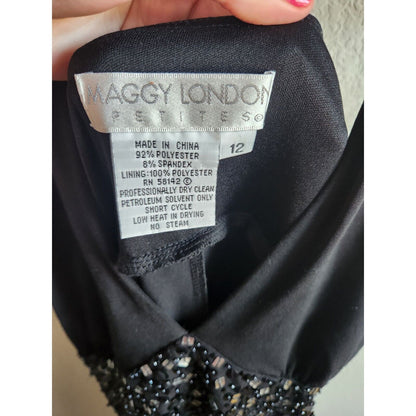 MAGGY LONDON
PETITES©
12
MADE IN CHINA
92% POLYESTER
8% SPANDEX
LINING:100% POLYESTER
RN 58142 ©
PROFESSIONALLY DRY CLEAN
PETROLEUM SOLVENT ONLY
SHORT CYCLE
LOW HEAT IN DRYING
NO STEAM